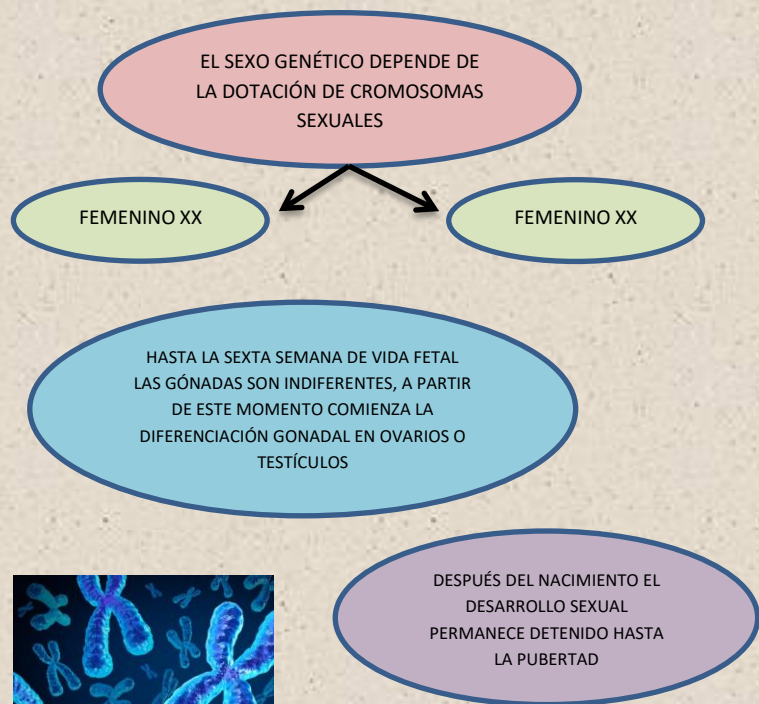 EL SEXO GENÉTICO DEPENDE DE
LA DOTACIÓN DE CROMOSOMAS
SEXUALES
FEMENINO XX
FEMENINO XX
HASTA LA SEXTA SEMANA DE VIDA FETAL
LAS GÓNADAS SON INDIFERENTES, A PARTIR
DE ESTE MOMENTO COMIENZA LA
DIFERENCIACIÓN GONADAL EN OVARIOS O
TESTÍCULOS
DESPUÉS DEL NACIMIENTO EL
DESARROLLO SEXUAL
PERMANECE DETENIDO HASTA
LA PUBERTAD